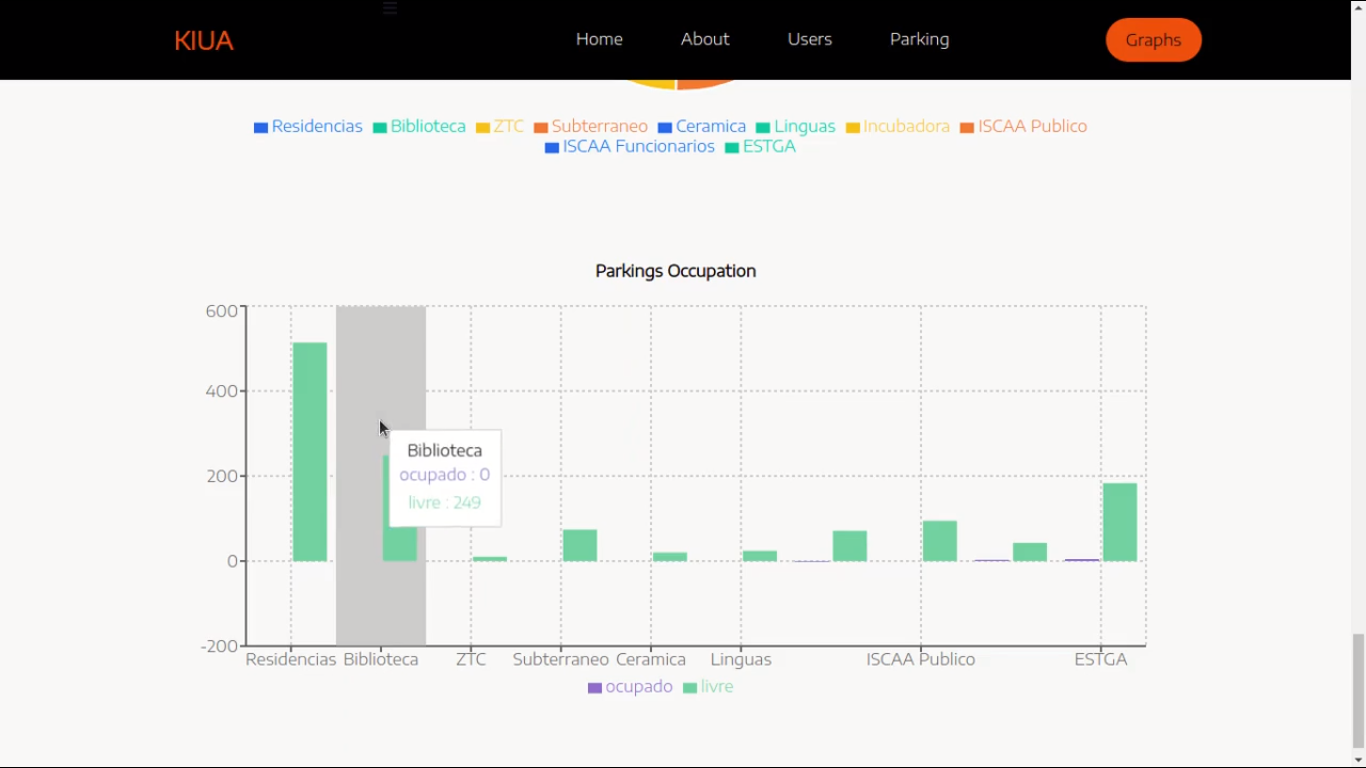 KIUA Home About Users Parking Graphs
Residencias Biblioteca ZTC Subterraneo Ceramica Linguas Incubadora ISCAA Publico
ISCAA Funcionarios ESTGA
Parkings Occupation
600
400
200
0
-200
Biblioteca
ocupado : 0
livre : 249
Residencias Biblioteca ZTC Subterraneo Ceramica Linguas ISCAA Publico ESTGA
ocupado livre